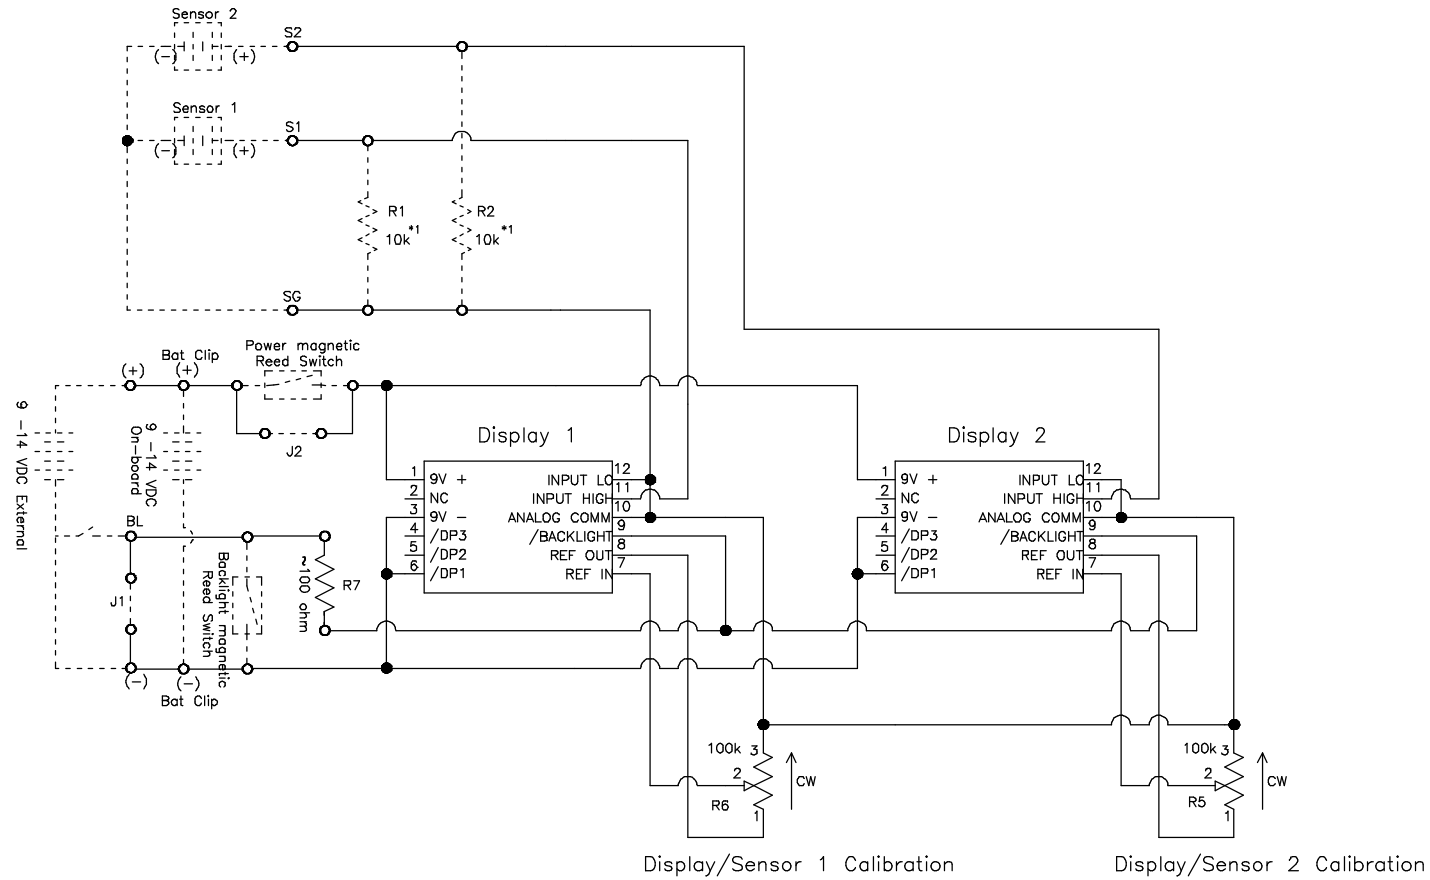 Sensor 2
(-) (+)
S2
Sensor 1
(-) (+)
S1
R1
10k*1
R2
10k*1
SG
Power magnetic
Reed Switch
Bat Clip
(+)
(+)
J2
9 -14 VDC External
9 -14 VDC
On-board
BL
J1
Backlight magnetic
Reed Switch
~100 ohm
R7
(-)
(-)
Bat Clip
Display 1
1 9V +
2 NC
3 9V -
4 /DP3
5 /DP2
6 /DP1
INPUT LO 12
INPUT HIGH 11
ANALOG COMM 10
/BACKLIGHT 9
REF OUT 8
REF IN 7
Display 2
1 9V +
2 NC
3 9V -
4 /DP3
5 /DP2
6 /DP1
INPUT LO 12
INPUT HIGH 11
ANALOG COMM 10
/BACKLIGHT 9
REF OUT 8
REF IN 7
100k 3
2
CW
R6
1
100k 3
2
CW
R5
1
Display/Sensor 1 Calibration
Display/Sensor 2 Calibration